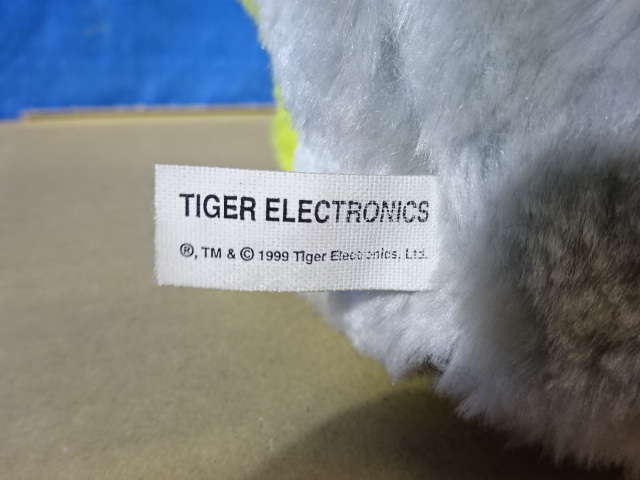 TIGER ELECTRONICS
®, TM & © 1999 Tiger Electronics, Ltd.